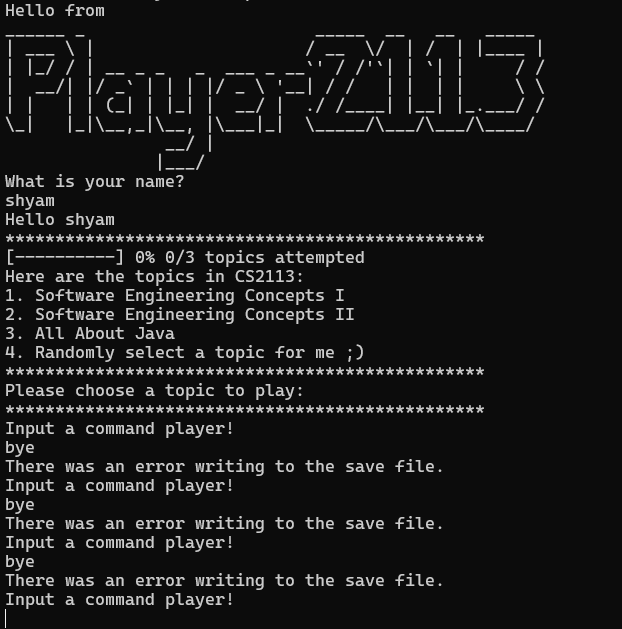 Hello from
Player2113
What is your name?
shyam
Hello shyam
************************************************
[----------] 0% 0/3 topics attempted
Here are the topics in CS2113:
1. Software Engineering Concepts I
2. Software Engineering Concepts II
3. All About Java
4. Randomly select a topic for me ;)
************************************************
Please choose a topic to play:
************************************************
Input a command player!
bye
There was an error writing to the save file.
Input a command player!
bye
There was an error writing to the save file.
Input a command player!
bye
There was an error writing to the save file.
Input a command player!